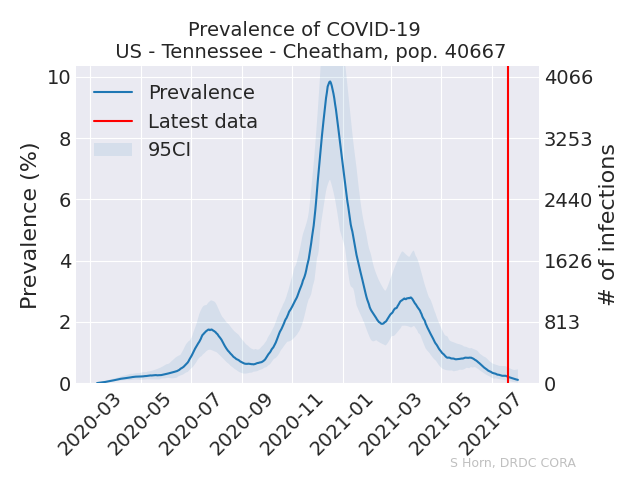 Prevalence of COVID-19
US - Tennessee - Cheatham, pop. 40667
Prevalence
Latest data
95CI
Prevalence (%)
10
8
6
4
2
0
4066
3253
2440
1626
813
0
# of infections
2020-03
2020-05
2020-07
2020-09
2020-11
2021-01
2021-03
2021-05
2021-07
S Horn, DRDC CORA